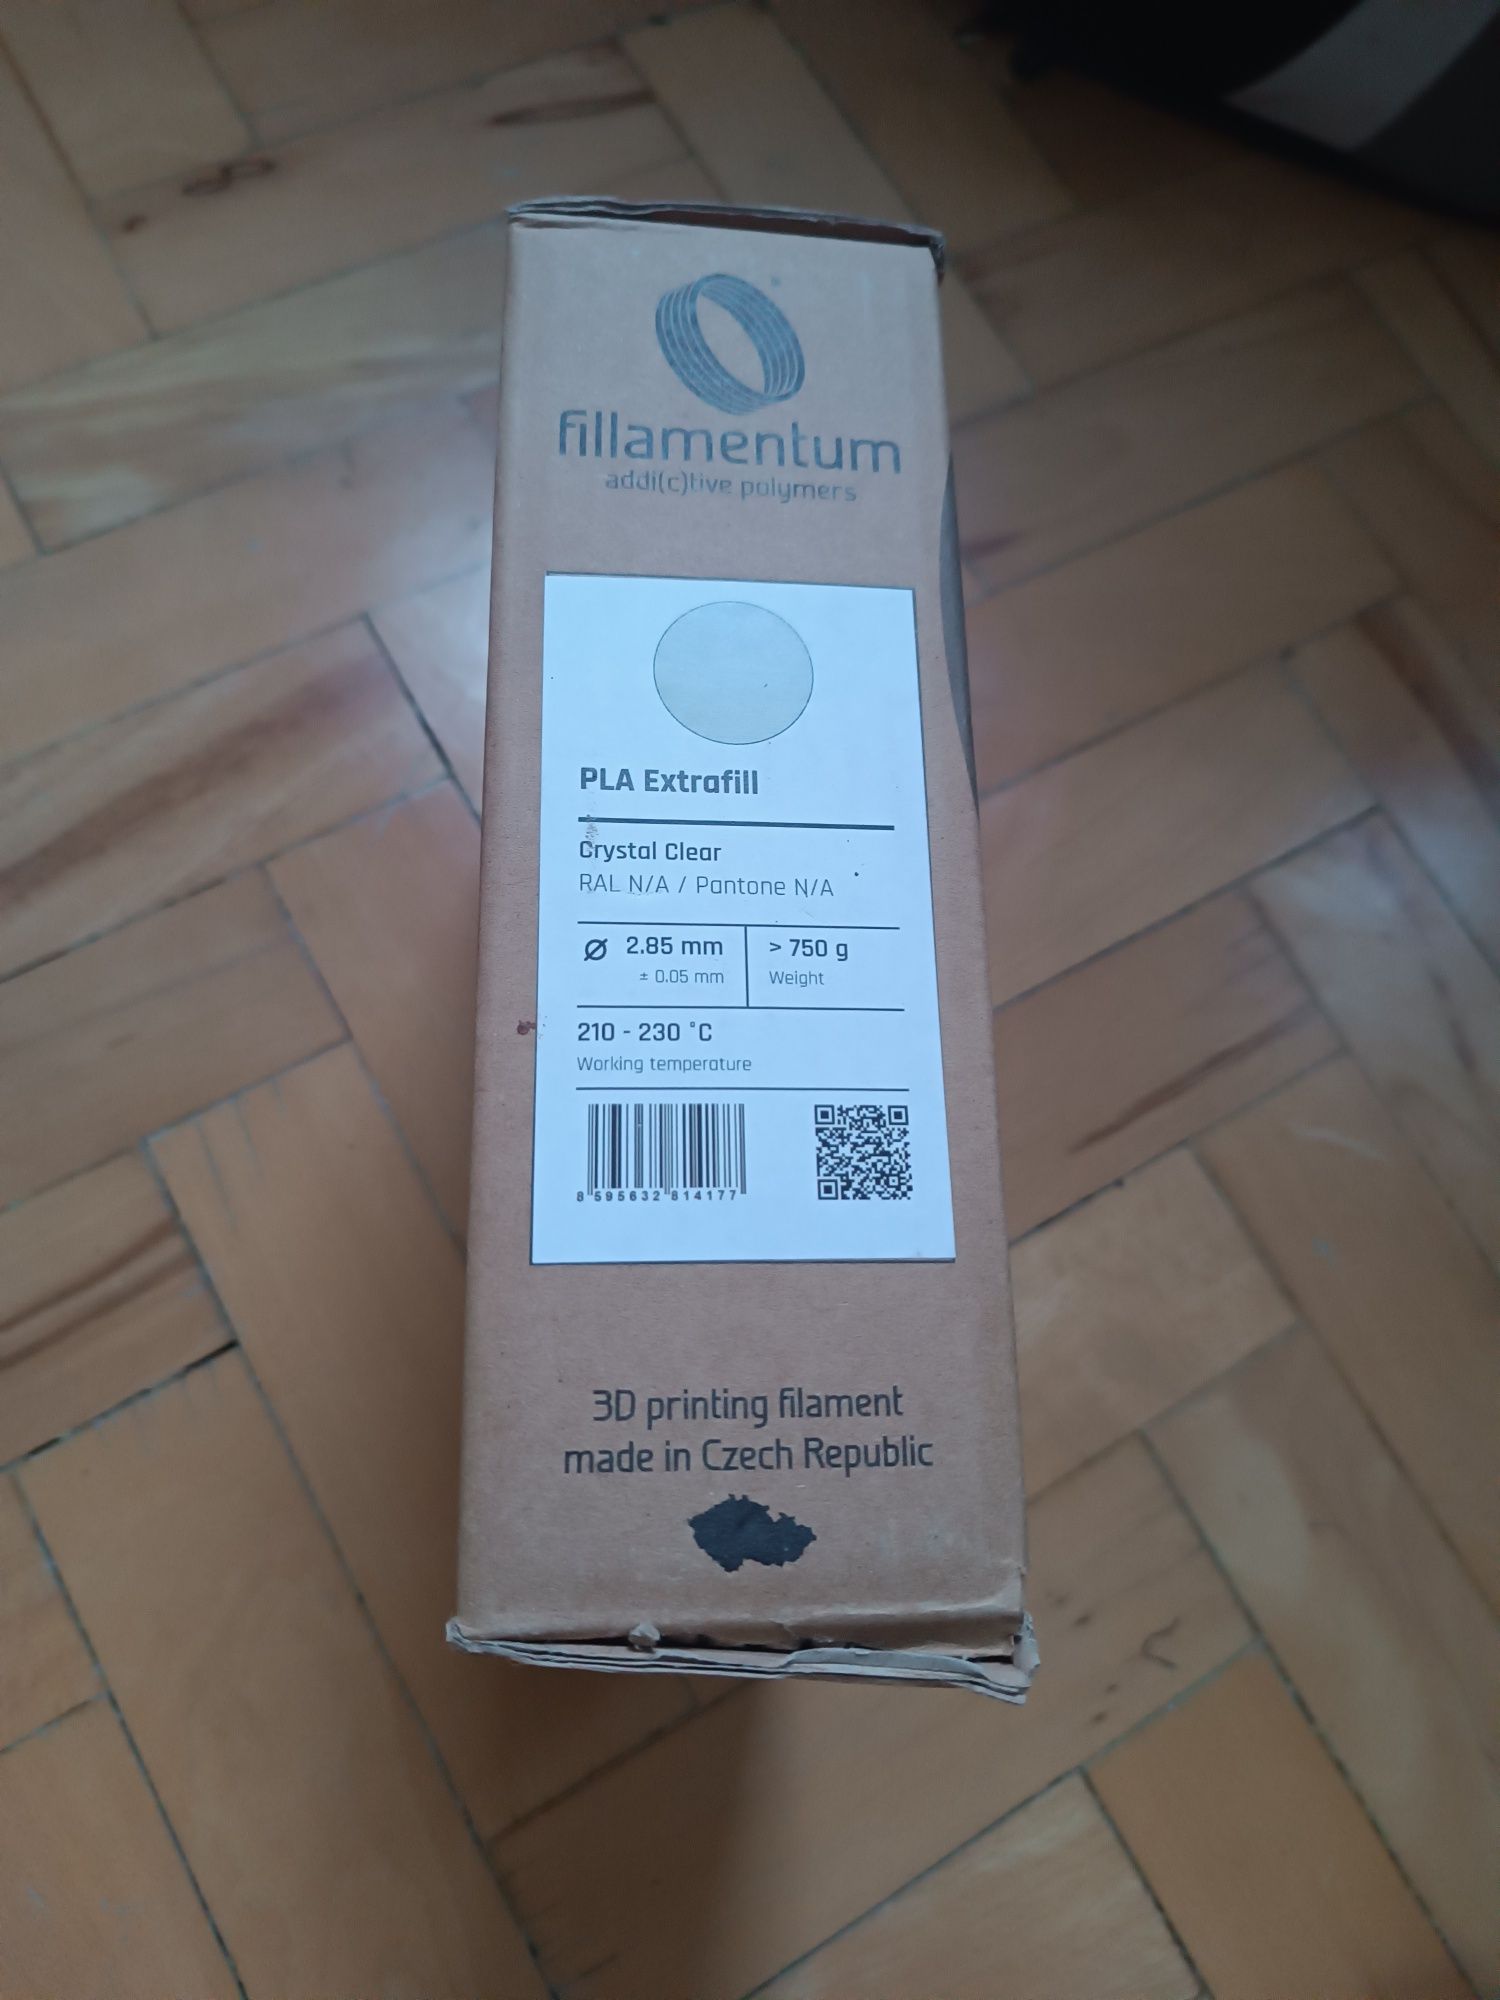 fillamentum
addi(c)tive polymers
PLA Extrafill
Crystal Clear
RAL N/A / Pantone N/A
Ø 2.85 mm
± 0.05 mm
> 750 g
Weight
210 - 230 °C
Working temperature
8 595632 814177
3D printing filament
made in Czech Republic